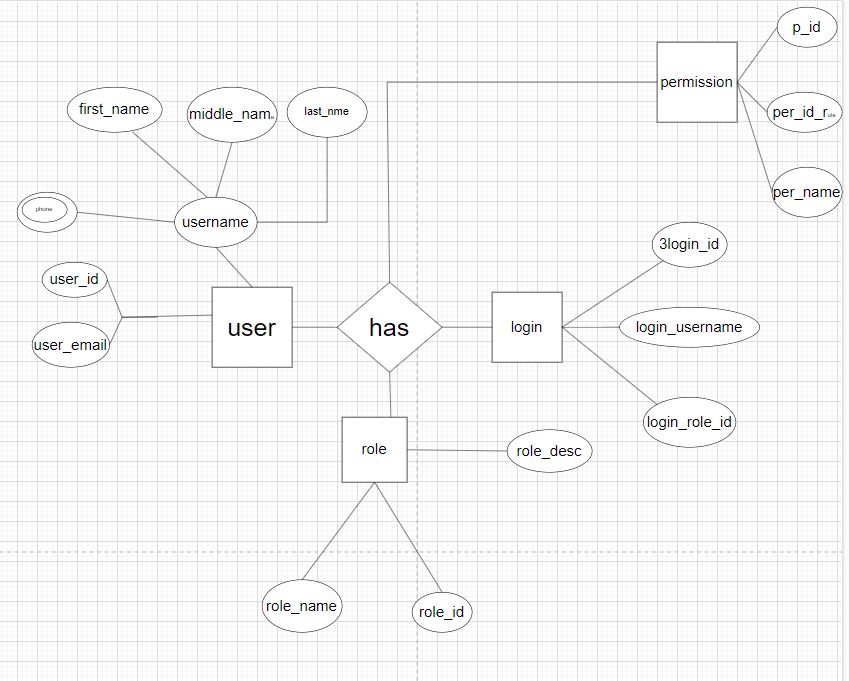 p_id
permission
first_name
middle_nam
last_nme
per_id_role
phone
username
per_name
3login_id
user_id
user
has
login
login_username
user_email
login_role_id
role
role_desc
role_name
role_id